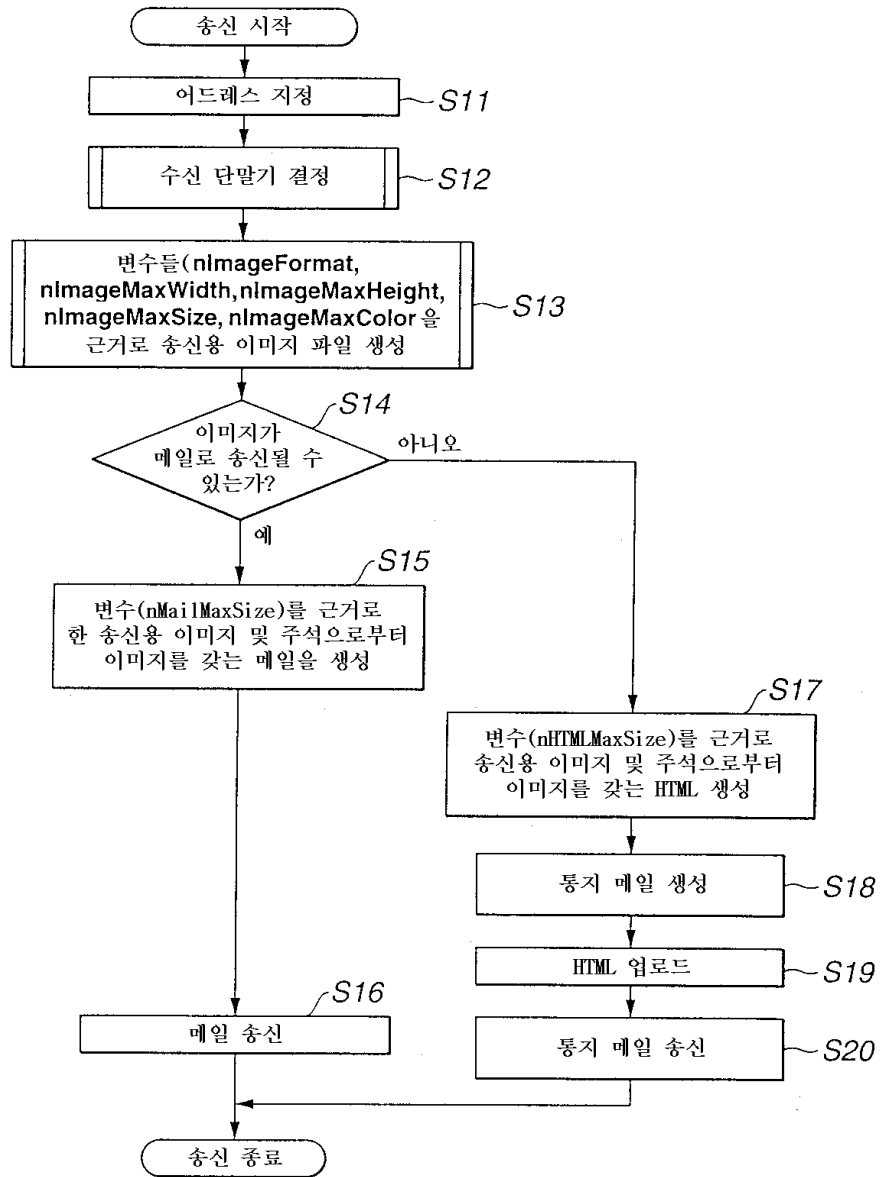 송신 시작
어드레스 지정
S11
수신 단말기 결정
S12
변수들(nImageFormat,
nImageMaxWidth,nImageMaxHeight,
nImageMaxSize, nImageMaxColor을
근거로 송신용 이미지 파일 생성
S13
S14
이미지가
메일로 송신될 수
있는가?
아니오
예
S15
변수(nMailMaxSize)를 근거로
한 송신용 이미지 및 주석으로부터
이미지를 갖는 메일을 생성
S17
변수(nHTMLMaxSize)를 근거로
송신용 이미지 및 주석으로부터
이미지를 갖는 HTML 생성
통지 메일 생성
S18
HTML 업로드
S19
S16
메일 송신
통지 메일 송신
S20
송신 종료